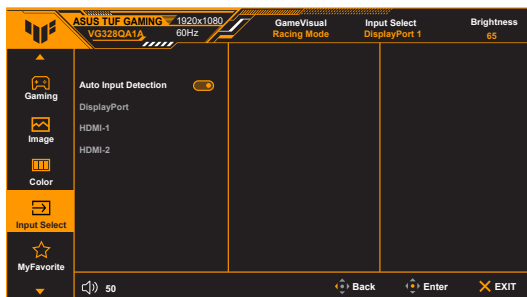 ASUS TUF GAMING 1920x1080 GameVisual Input Select Brightness
VG328QA1A 60Hz Racing Mode DisplayPort 1 65
Gaming
Image
Color
Input Select
MyFavorite
Auto Input Detection
DisplayPort
HDMI-1
HDMI-2
50 Back Enter EXIT